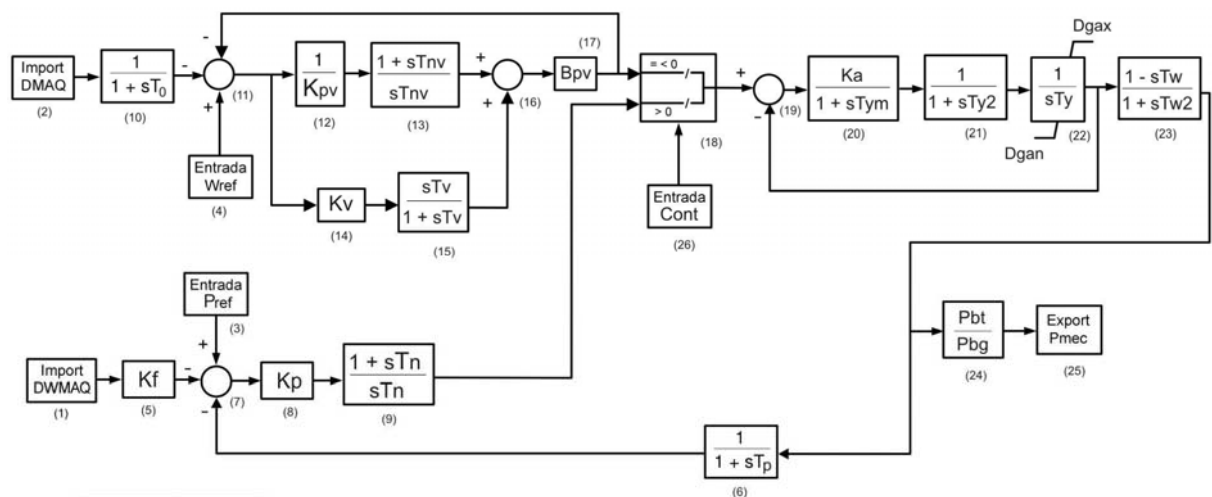 Dgax
Import
DMAQ
(2)
1
1 + sT0
(10)
-
-
+
(11)
1
Kpv
(12)
1 + sTnv
sTnv
(13)
+
+
(16)
(17)
Bpv
= < 0
> 0
(18)
+
-
(19)
Ka
1 + sTym
(20)
1
1 + sTy2
(21)
1
sTy
(22)
Dgan
1 - sTw
1 + sTw2
(23)
Entrada
Wref
(4)
Kv
(14)
sTv
1 + sTv
(15)
Entrada
Cont
(26)
Entrada
Pref
(3)
Import
DWMAQ
(1)
Kf
(5)
+
-
-
(7)
Kp
(8)
1 + sTn
sTn
(9)
Pbt
Pbg
(24)
Export
Pmec
(25)
1
1 + sTp
(6)